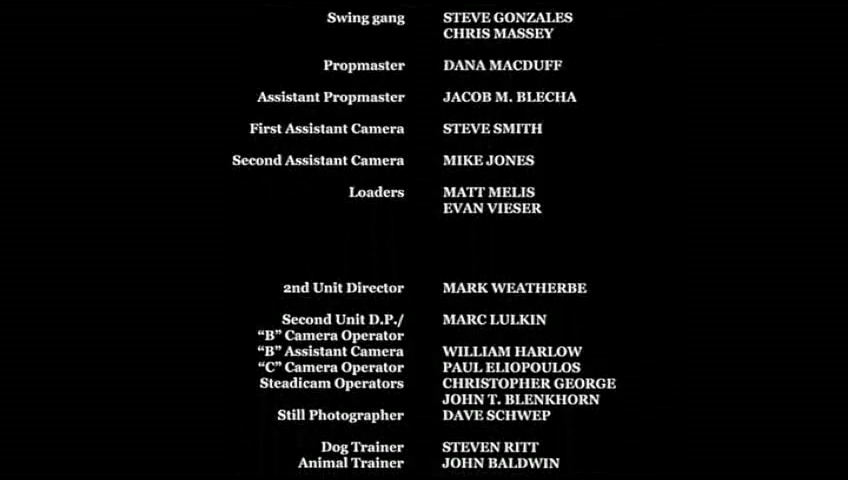 Swing gang STEVE GONZALES
CHRIS MASSEY
Propmaster DANA MACDUFF
Assistant Propmaster JACOB M. BLECHA
First Assistant Camera STEVE SMITH
Second Assistant Camera MIKE JONES
Loaders MATT MELIS
EVAN VIESER
2nd Unit Director MARK WEATHERBE
Second Unit D.P./ MARC LULKIN
“B” Camera Operator
“B” Assistant Camera WILLIAM HARLOW
“C” Camera Operator PAUL ELIOPOULOS
Steadicam Operators CHRISTOPHER GEORGE
JOHN T. BLENKHORN
Still Photographer DAVE SCHWEP
Dog Trainer STEVEN RITT
Animal Trainer JOHN BALDWIN